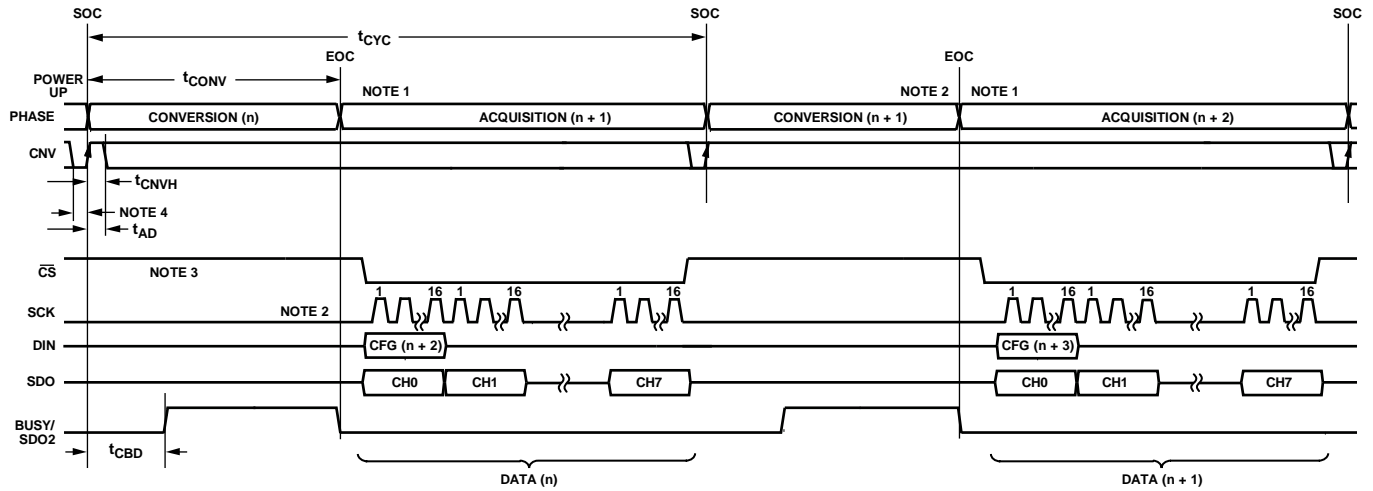 SOC SOC SOC
tCYC
EOC EOC
POWER UP
tCONV
NOTE 1 NOTE 2 NOTE 1
PHASE CONVERSION (n) ACQUISITION (n + 1) CONVERSION (n + 1) ACQUISITION (n + 2)
CNV
tCNVH
NOTE 4
tAD
CS NOTE 3
1 16 1 16 1 16 1 16 1 16 1 16
SCK NOTE 2
DIN CFG (n + 2) CFG (n + 3)
SDO CH0 CH1 CH7 CH0 CH1 CH7
BUSY/
SDO2
tCBD
DATA (n) DATA (n + 1)